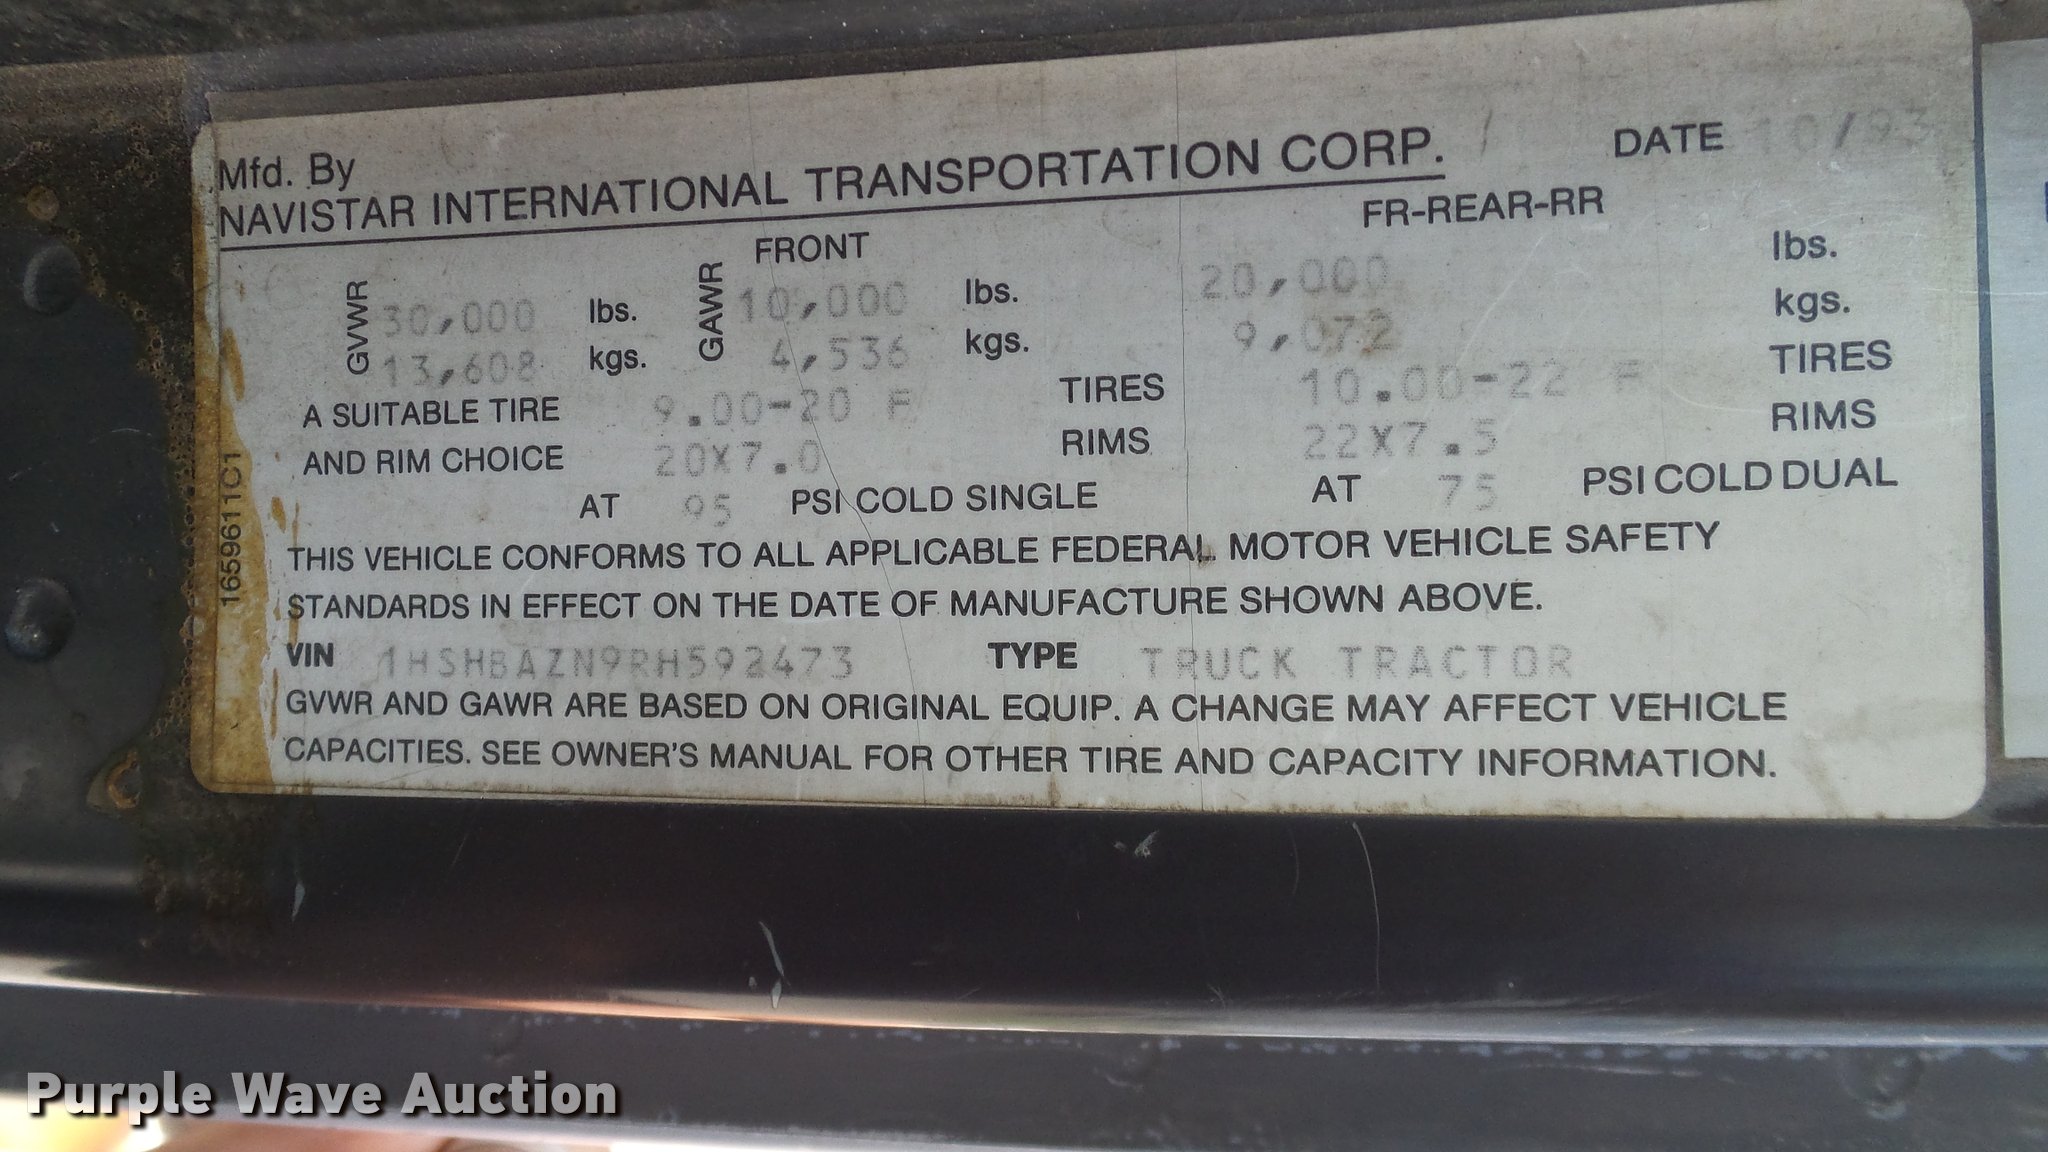 Mfd. By
NAVISTAR INTERNATIONAL TRANSPORTATION CORP. / DATE 10/93
FRONT FR-REAR-RR
GVWR 30,000 lbs. GAWR 10,000 lbs. 20,000 lbs.
13,608 kgs. 4,536 kgs. 9,072 kgs.
A SUITABLE TIRE 9.00-20 F TIRES 10.00-22 F TIRES
AND RIM CHOICE 20X7.0 RIMS 22X7.5 RIMS
AT 95 PSI COLD SINGLE AT 75 PSI COLD DUAL
THIS VEHICLE CONFORMS TO ALL APPLICABLE FEDERAL MOTOR VEHICLE SAFETY
STANDARDS IN EFFECT ON THE DATE OF MANUFACTURE SHOWN ABOVE.
VIN 1HSHBAZN9RH592473 TYPE TRUCK TRACTOR
GVWR AND GAWR ARE BASED ON ORIGINAL EQUIP. A CHANGE MAY AFFECT VEHICLE
CAPACITIES. SEE OWNER'S MANUAL FOR OTHER TIRE AND CAPACITY INFORMATION.
1659611C1
Purple Wave Auction